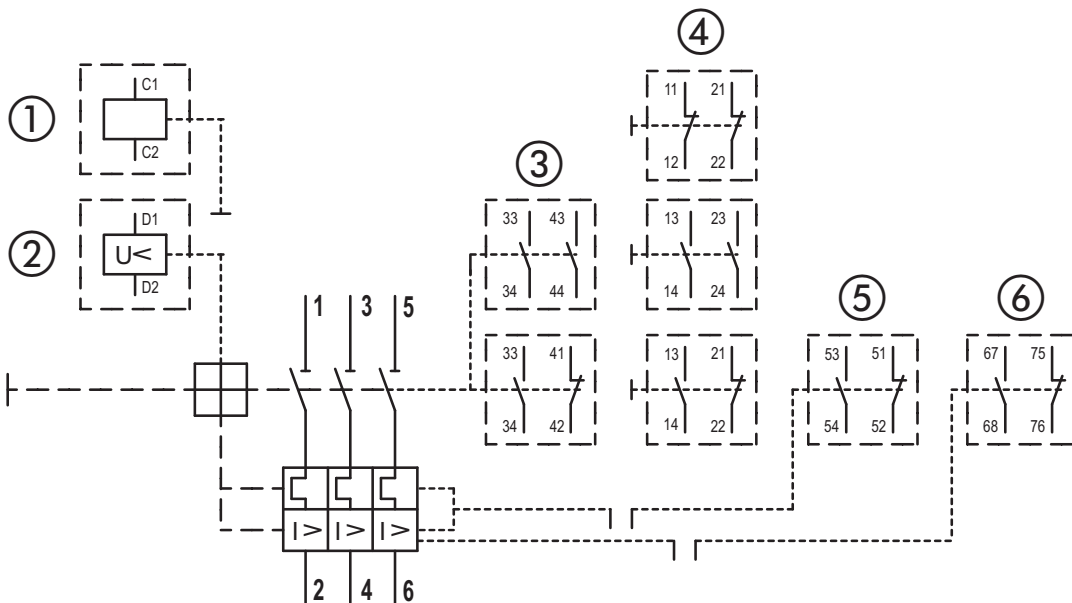 ①
C1
C2
②
D1
U<
D2
1 3 5
I> I> I>
2 4 6
③
33 43
34 44
33 41
34 42
④
11 21
12 22
13 23
14 24
13 21
14 22
⑤
53 51
54 52
⑥
67 75
68 76